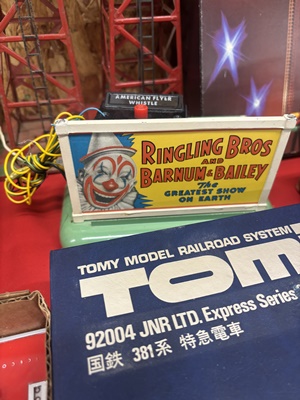 AMERICAN FLYER
WHISTLE
RINGLING BROS
AND
BARNUM & BAILEY
The
GREATEST SHOW
ON EARTH
TOMY MODEL RAILROAD SYSTEM
92004 JNR LTD. Express Series
国鉄 381系 特急電車